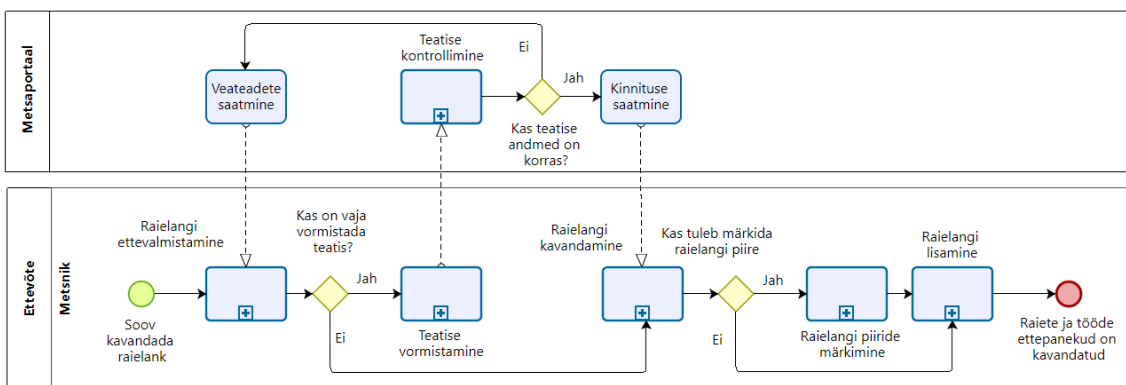 Metsaportaal
Veateadete
saatmine
Teatise
kontrollimine
Ei
Jah
Kas teatise
andmed on
korras?
Kinnituse
saatmine
Ettevõte
Metsnik
Soov
kavandada
raielank
Raielangi
ettevalmistamine
Kas on vaja
vormistada
teatis?
Jah
Ei
Teatise
vormistamine
Raielangi
kavandamine
Kas tuleb märkida
raielangi piire
Jah
Ei
Raielangi piiride
märkimine
Raielangi
lisamine
Raiete ja tööde
ettepanekud on
kavandatud